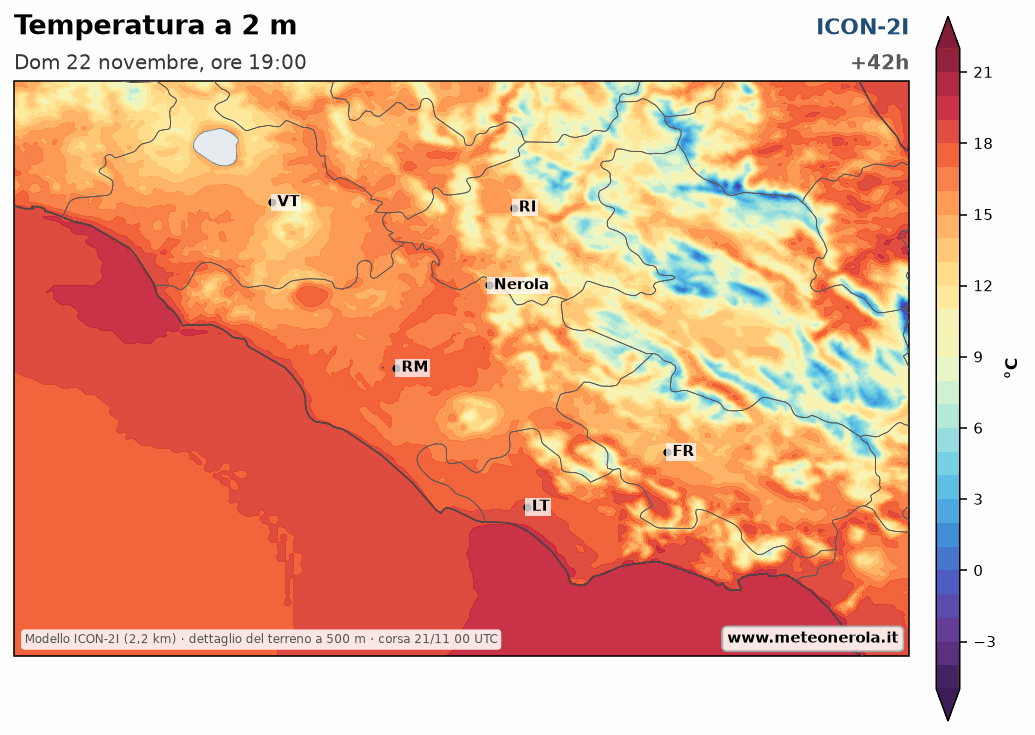 Temperatura a 2 m
ICON-2I
Dom 22 novembre, ore 19:00
+42h
VT
RI
Nerola
RM
FR
LT
21
18
15
12
9
6
3
0
−3
°C
Modello ICON-2I (2,2 km) · dettaglio del terreno a 500 m · corsa 21/11 00 UTC
www.meteonerola.it